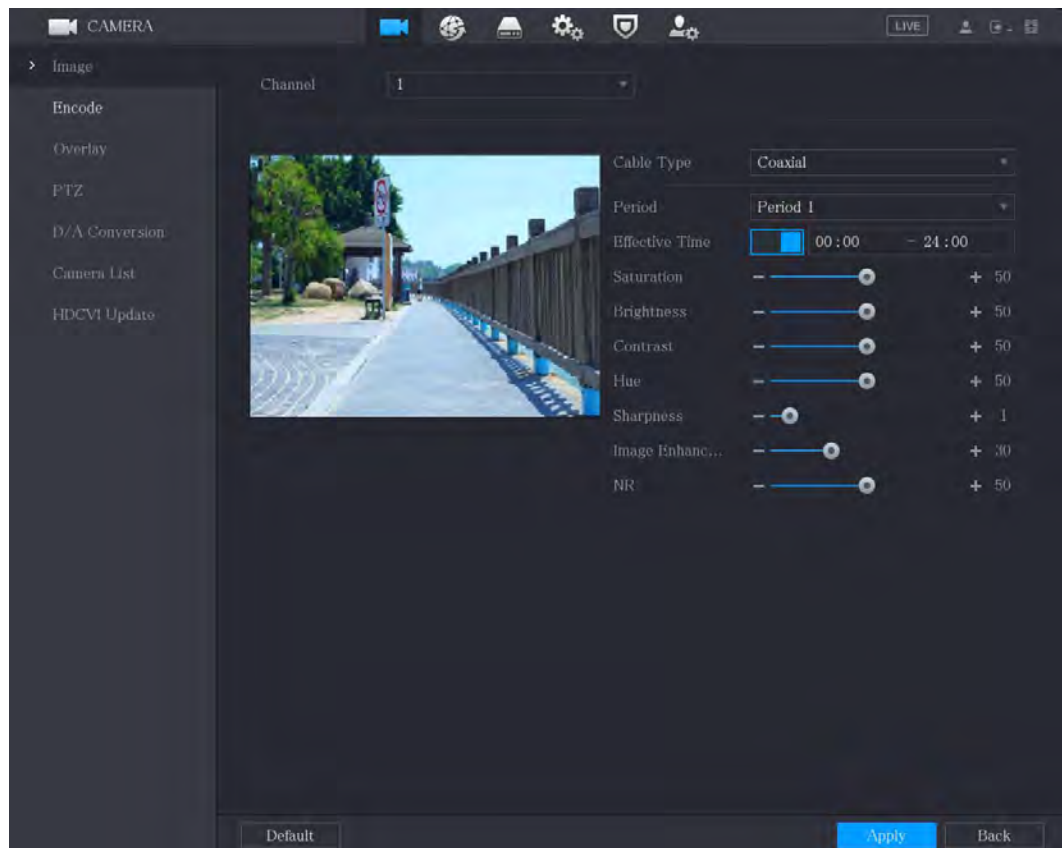 CAMERA
LIVE
Image
Encode
Overlay
PTZ
D/A Conversion
Camera List
HDCVI Update
Channel 1
Cable Type Coaxial
Period Period 1
Effective Time 00:00 - 24:00
Saturation - + 50
Brightness - + 50
Contrast - + 50
Hue - + 50
Sharpness - + 1
Image Enhanc... - + 30
NR - + 50
Default
Apply
Back